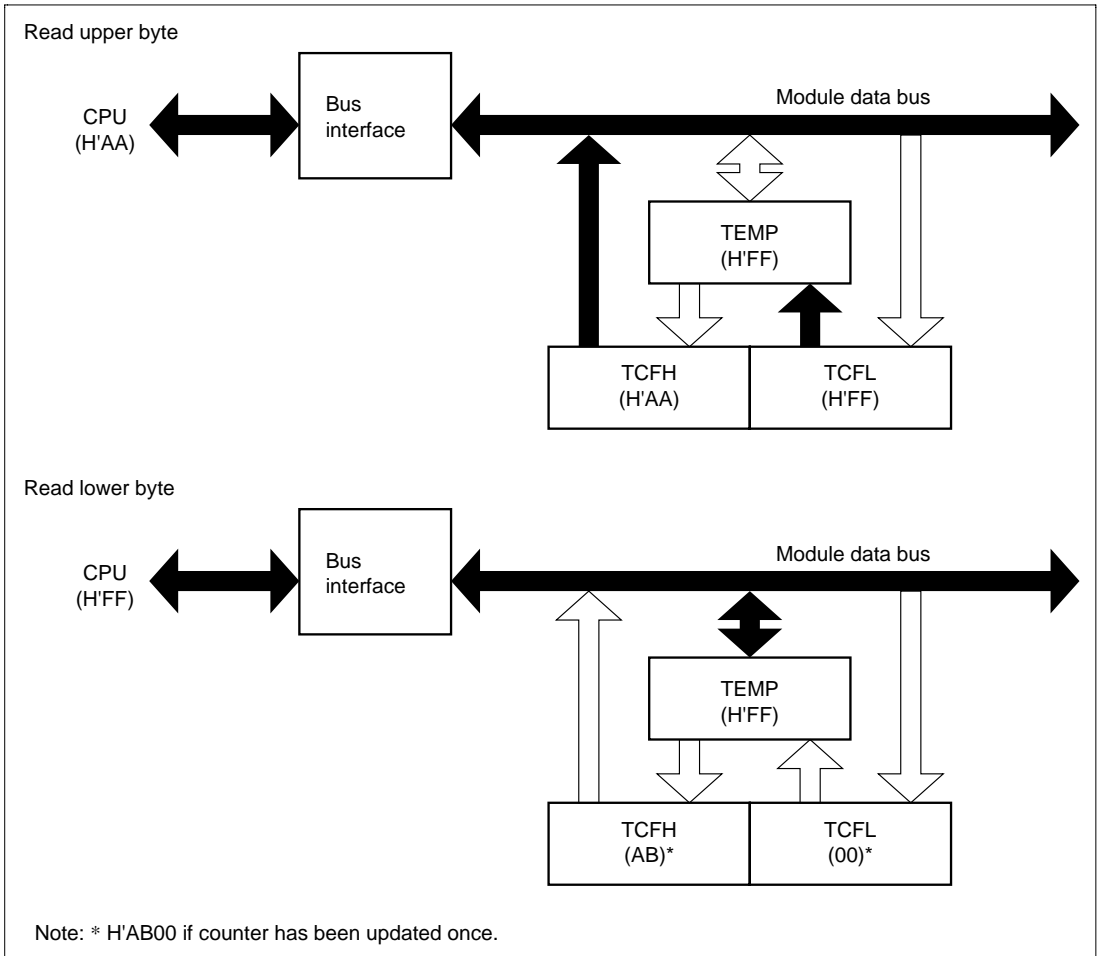 Read upper byte
CPU
(H'AA)
Bus
interface
Module data bus
TEMP
(H'FF)
TCFH
(H'AA)
TCFL
(H'FF)
Read lower byte
CPU
(H'FF)
Bus
interface
Module data bus
TEMP
(H'FF)
TCFH
(AB)*
TCFL
(00)*
Note: * H'AB00 if counter has been updated once.